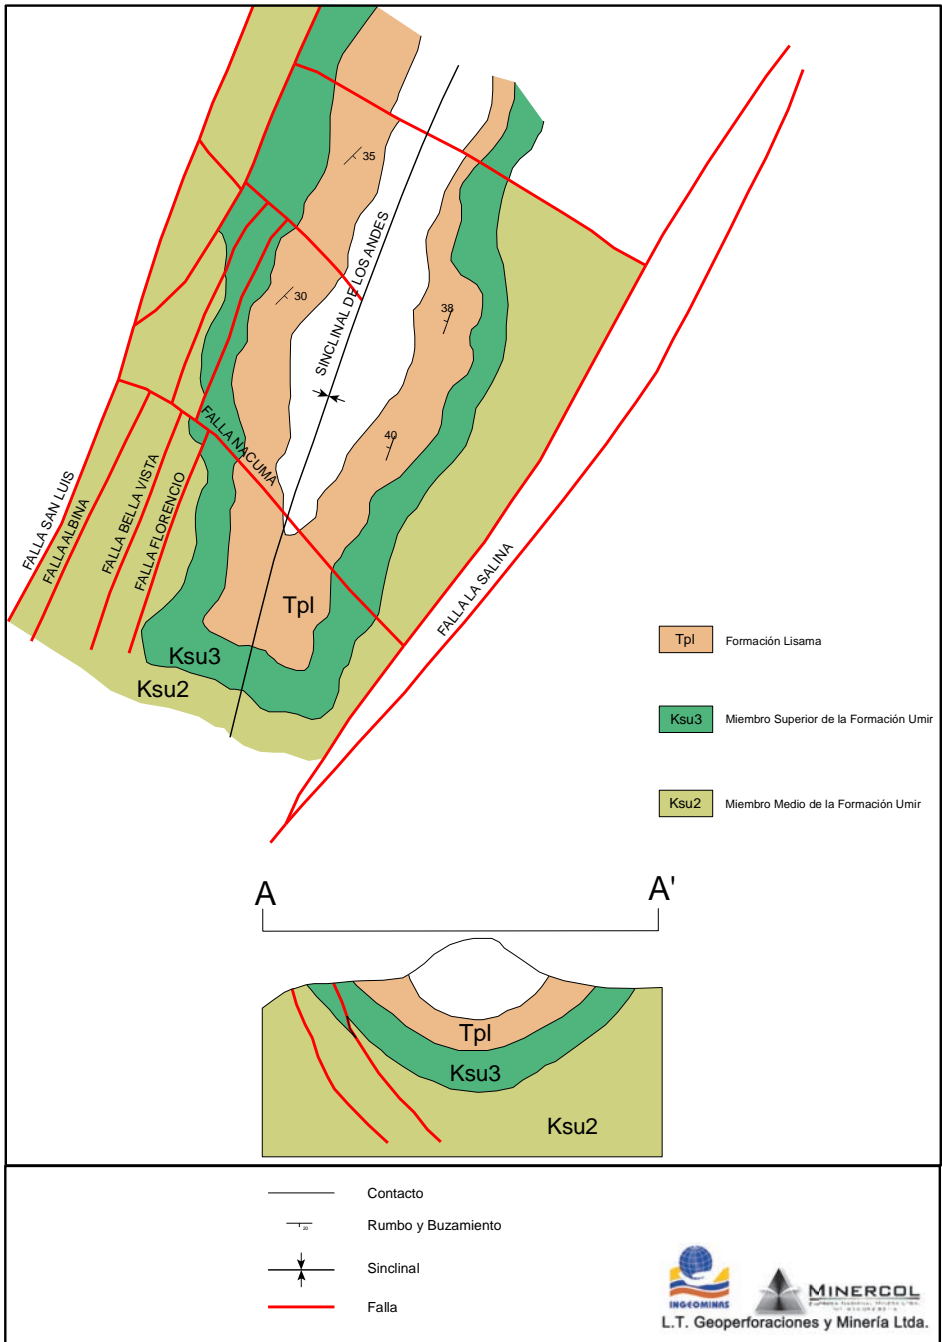 35
30
38
40
SINCLINAL DE LOS ANDES
FALLA NACUMA
FALLA SAN LUIS
FALLA ALBINA
FALLA BELLA VISTA
FALLA FLORENCIO
FALLA LA SALINA
Tpl
Ksu3
Ksu2
Tpl Formación Lisama
Ksu3 Miembro Superior de la Formación Umir
Ksu2 Miembro Medio de la Formación Umir
A A'
Tpl
Ksu3
Ksu2
Contacto
Rumbo y Buzamiento
Sinclinal
Falla
INGEOMINAS
MINERCOL
L.T. Geoperforaciones y Minería Ltda.